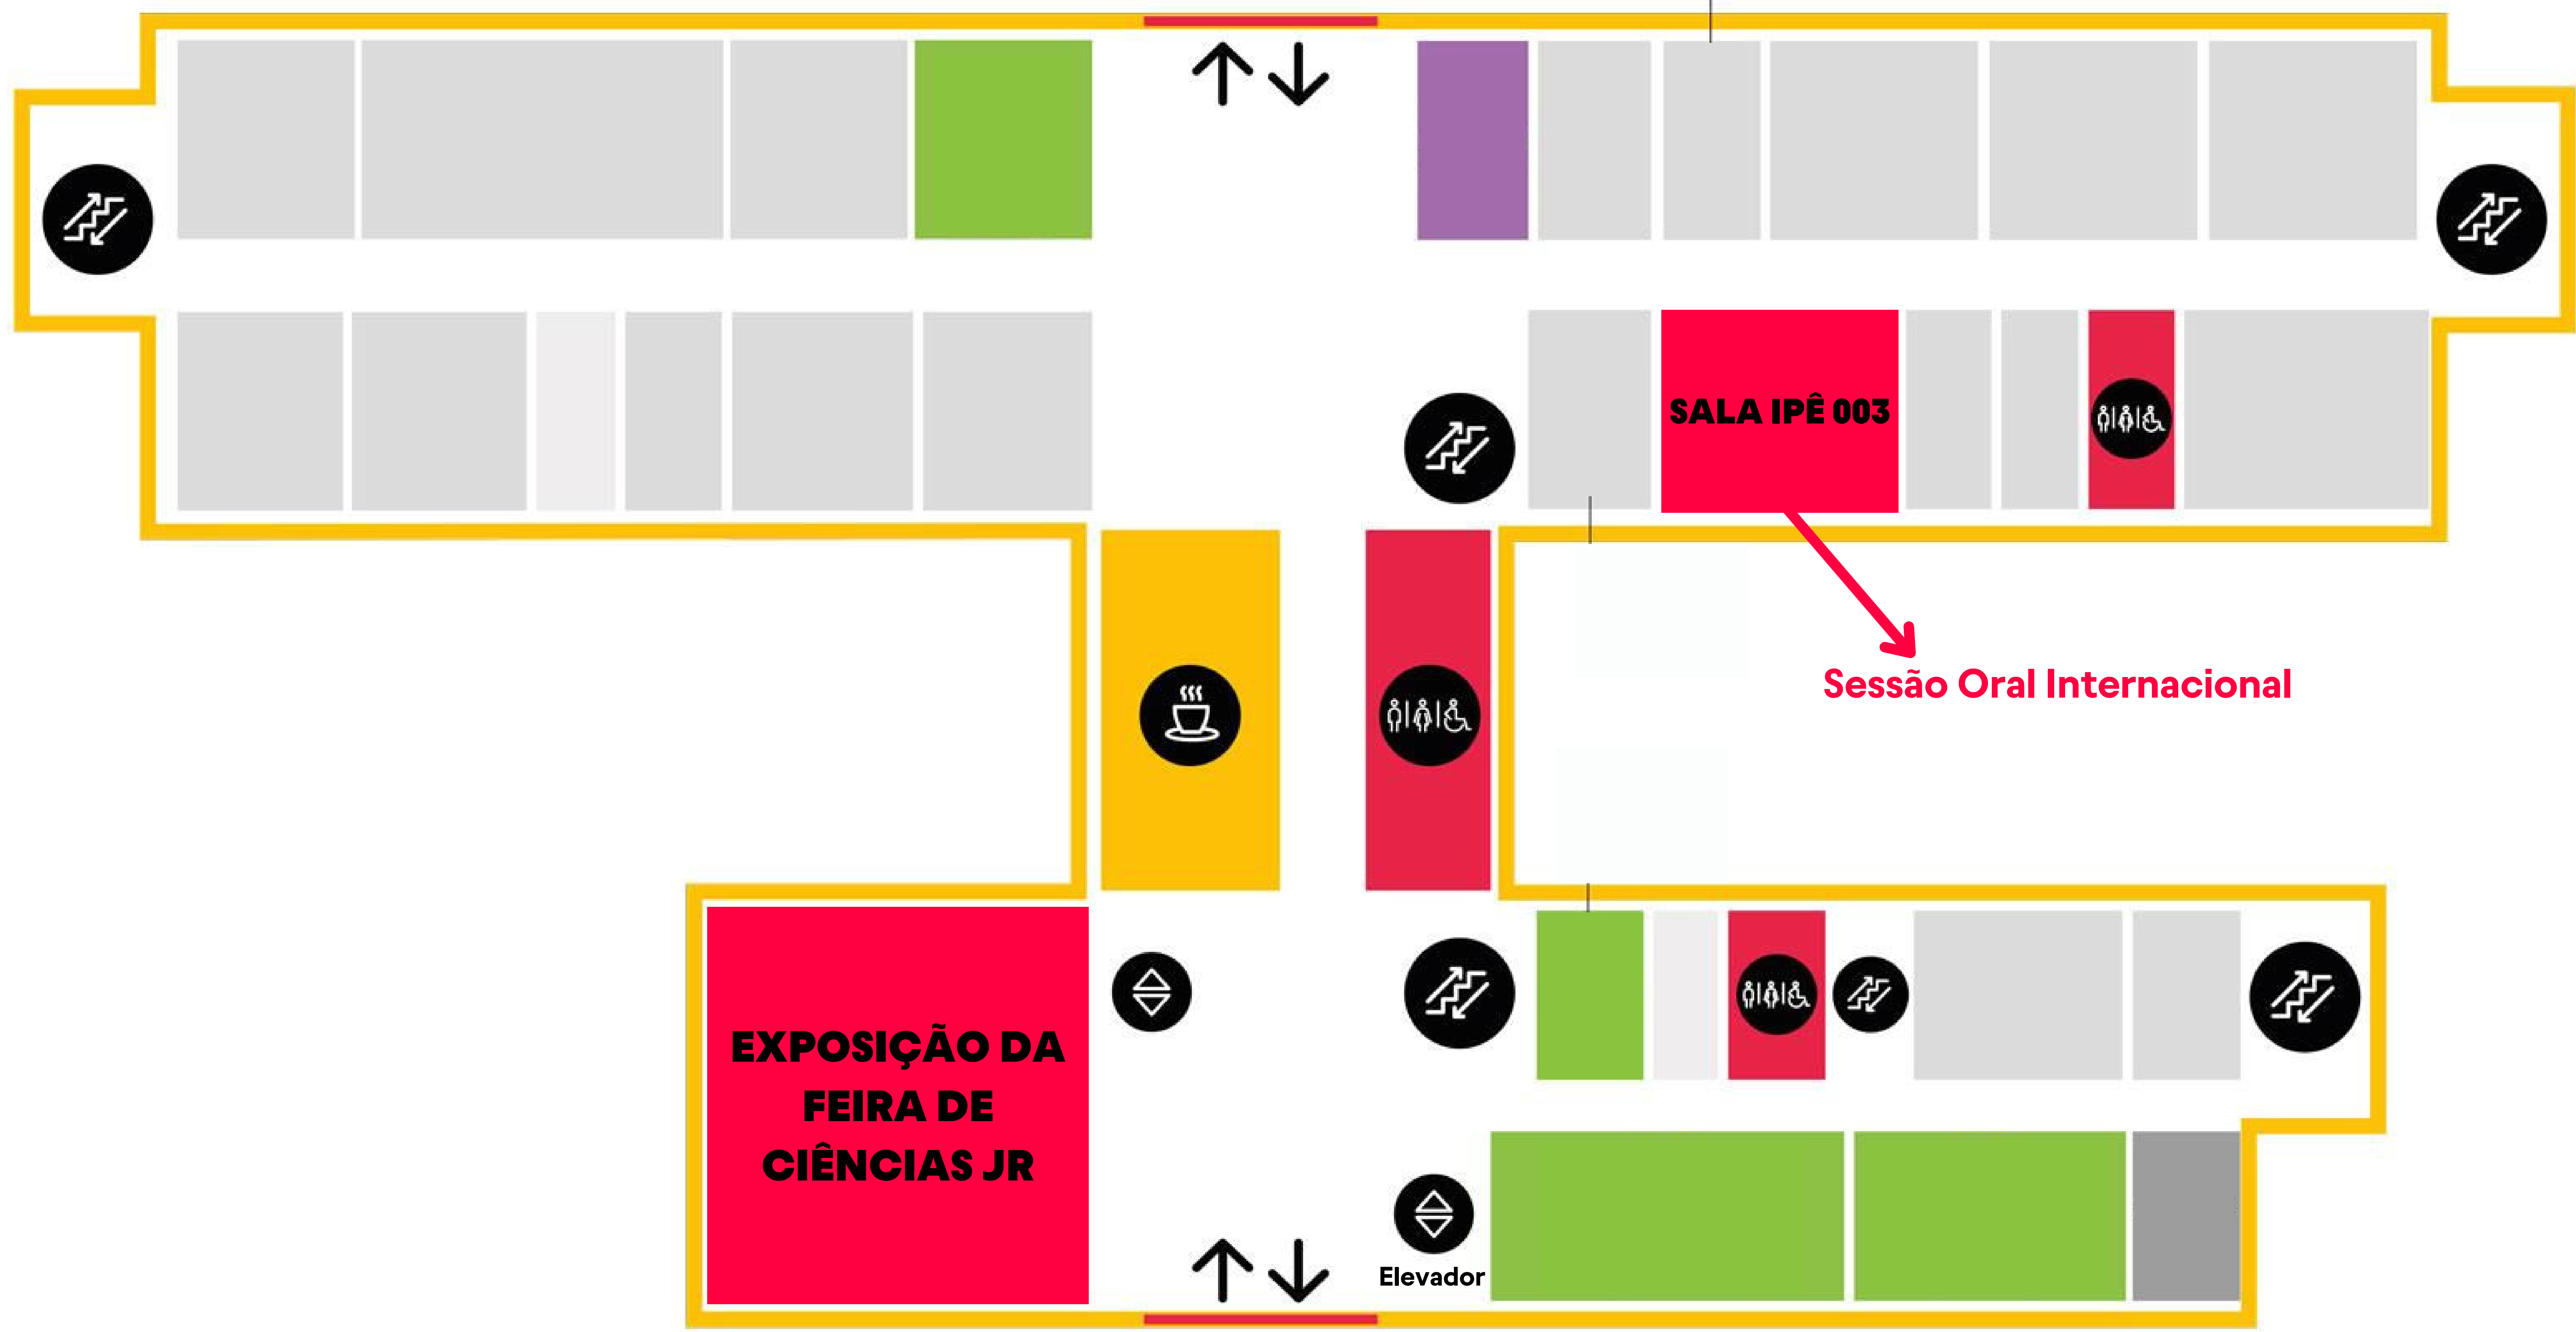 SALA IPÊ 003
Sessão Oral Internacional
EXPOSIÇÃO DA
FEIRA DE
CIÊNCIAS JR
Elevador